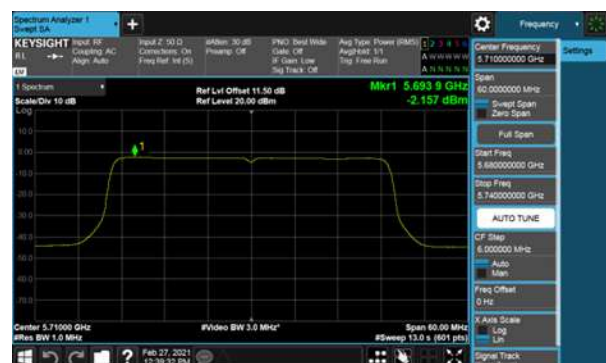 Spectrum Analyzer 1
Swept SA
+
Frequency
KEYSIGHT
Input: RF
Input Z: 50 Ω
#Atten: 30 dB
PNO: Best Wide
Avg Type: Power (RMS)
1 2 3 4 5 6
RL
Coupling: AC
Corrections: On
Preamp: Off
Gate: Off
Avg|Hold: 1/1
A W W W W W
Align: Auto
Freq Ref: Int (S)
IF Gain: Low
Trig: Free Run
Sig Track: Off
A N N N N N
LW
1 Spectrum
Ref Lvl Offset 11.50 dB
Mkr1 5.693 9 GHz
Scale/Div 10 dB
Ref Level 20.00 dBm
-2.157 dBm
Log
10.0
0.00
1
-10.0
-20.0
-30.0
-40.0
-50.0
-60.0
-70.0
Center 5.71000 GHz
#Video BW 3.0 MHz*
Span 60.00 MHz
#Res BW 1.0 MHz
#Sweep 13.0 s (601 pts)
Center Frequency
5.710000000 GHz
Settings
Span
60.0000000 MHz
Swept Span
Zero Span
Full Span
Start Freq
5.680000000 GHz
Stop Freq
5.740000000 GHz
AUTO TUNE
CF Step
6.000000 MHz
Auto
Man
Freq Offset
0 Hz
X Axis Scale
Log
Lin
Signal Track
?
Feb 27, 2021
12:39:32 PM